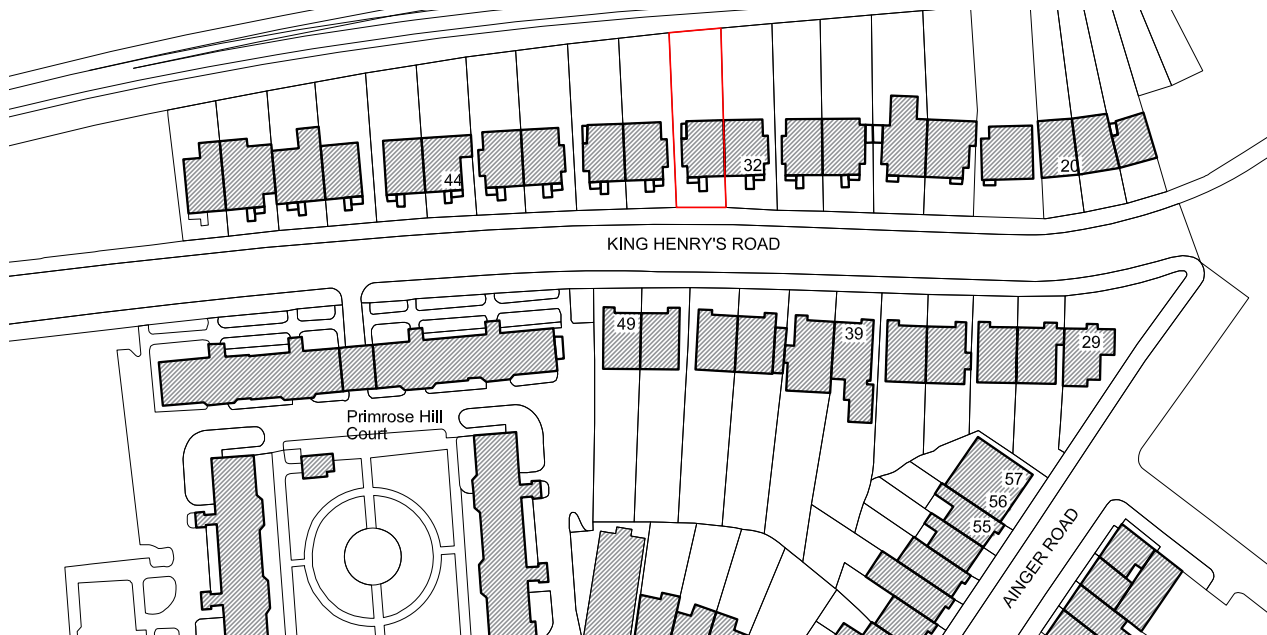 44
32
20
KING HENRY'S ROAD
49
39
29
Primrose Hill
Court
57
56
55
AINGER ROAD